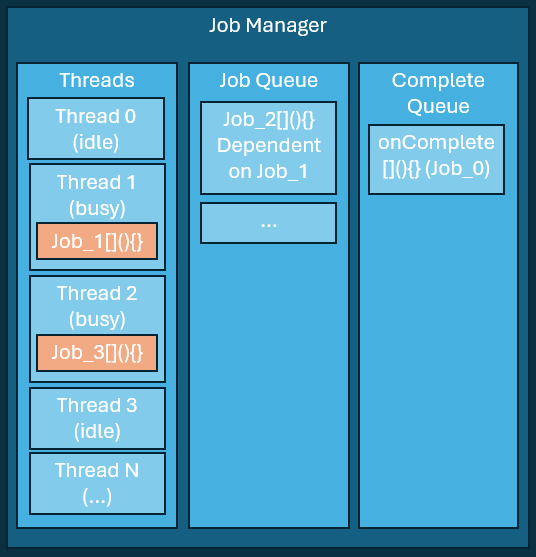 Job Manager
Threads
Thread 0
(idle)
Thread 1
(busy)
Job_1[](){}
Thread 2
(busy)
Job_3[](){}
Thread 3
(idle)
Thread N
(...)
Job Queue
Job_2[](){}
Dependent
on Job_1
...
Complete
Queue
onComplete
[](){} (Job_0)